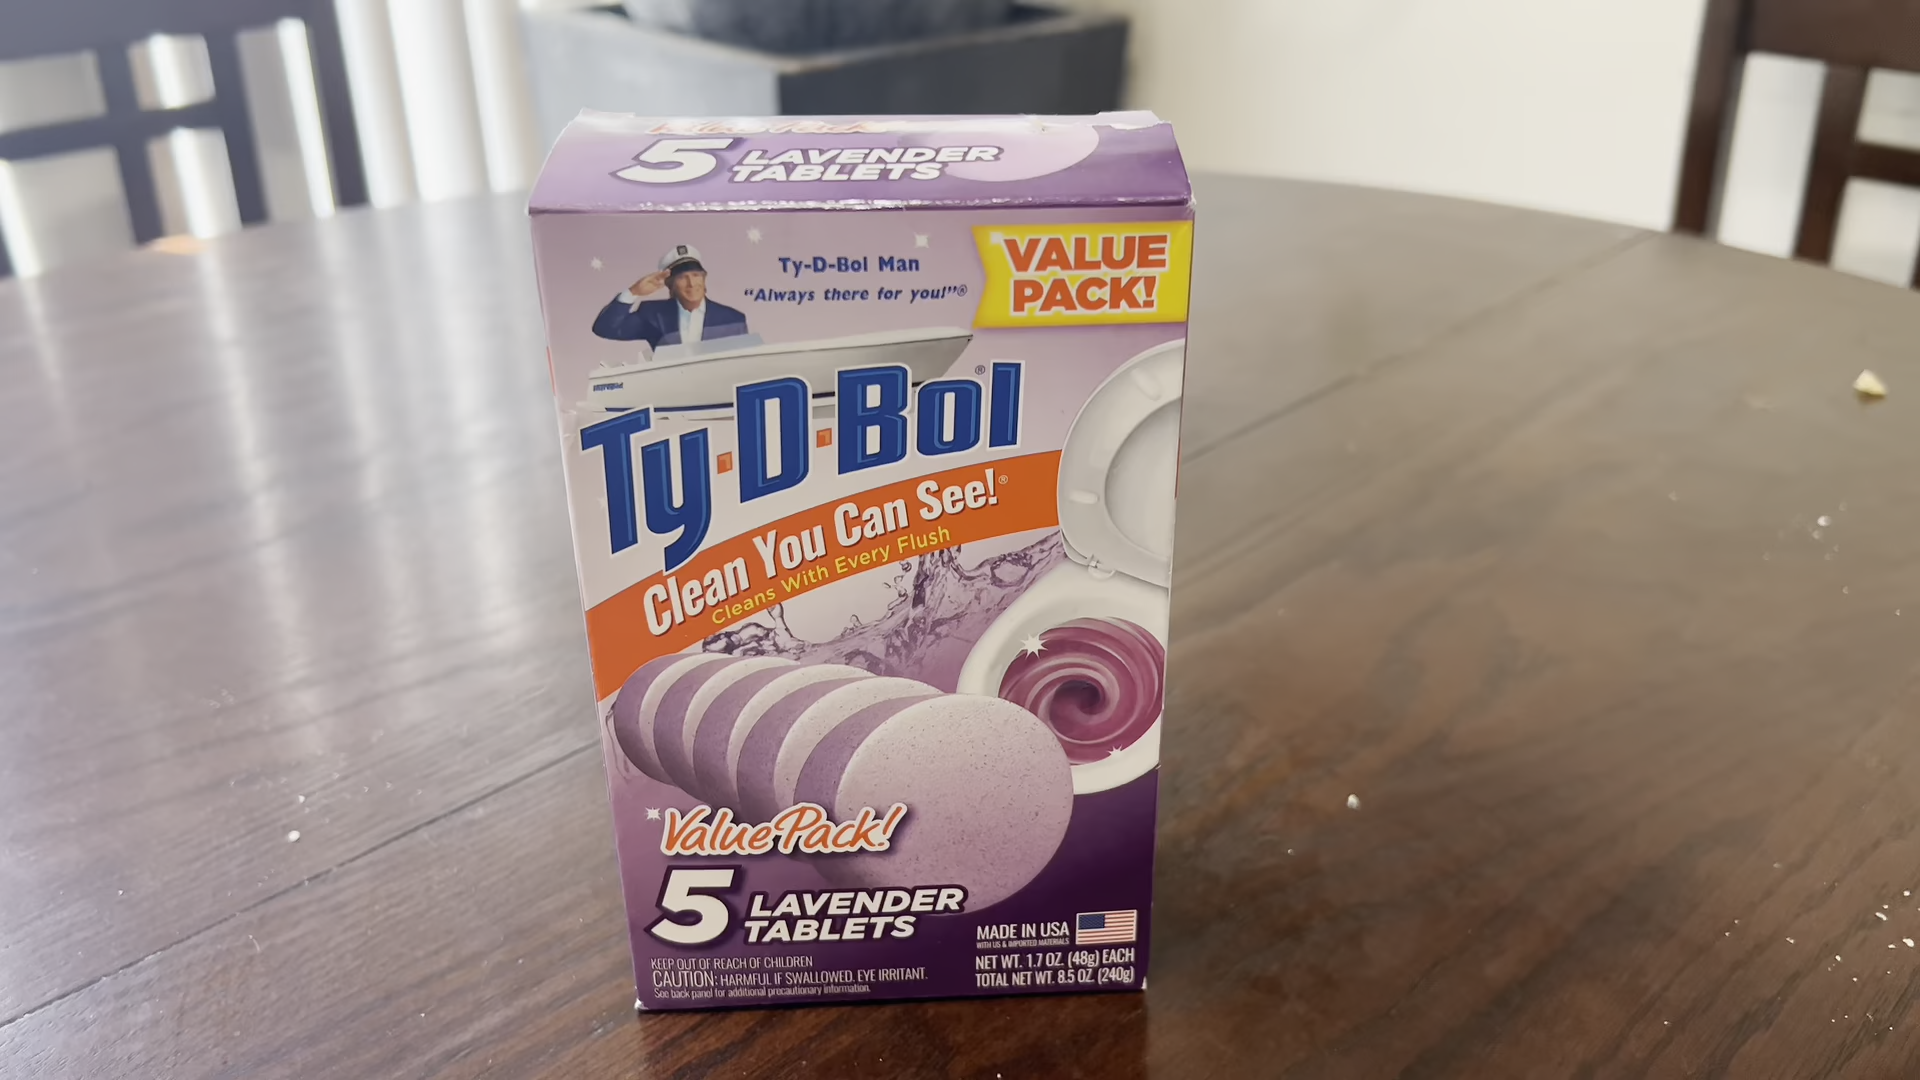 Value Pack!
5 LAVENDER
TABLETS
Ty-D-Bol Man
"Always there for you!"®
VALUE
PACK!
Ty-D-Bol®
Clean You Can See!®
Cleans With Every Flush
Value Pack!
5 LAVENDER
TABLETS
MADE IN USA
WITH US & IMPORTED MATERIALS
KEEP OUT OF REACH OF CHILDREN
CAUTION: HARMFUL IF SWALLOWED. EYE IRRITANT.
See back panel for additional precautionary information.
NET WT. 1.7 OZ. (48g) EACH
TOTAL NET WT. 8.5 OZ. (240g)